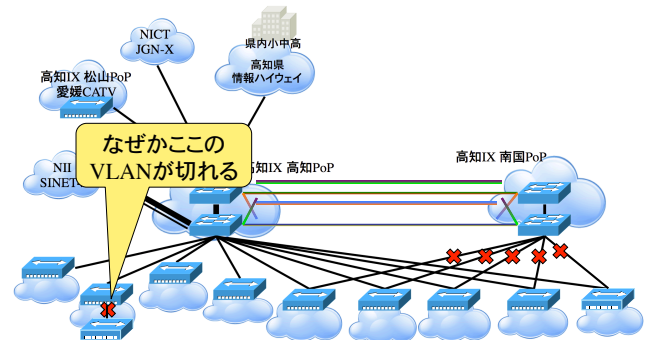 NICT
JGN-X
県内小中高
高知県
情報ハイウェイ
高知IX 松山PoP
愛媛CATV
なぜかここの
VLANが切れる
NII
SINET
知IX 高知PoP
高知IX 南国PoP